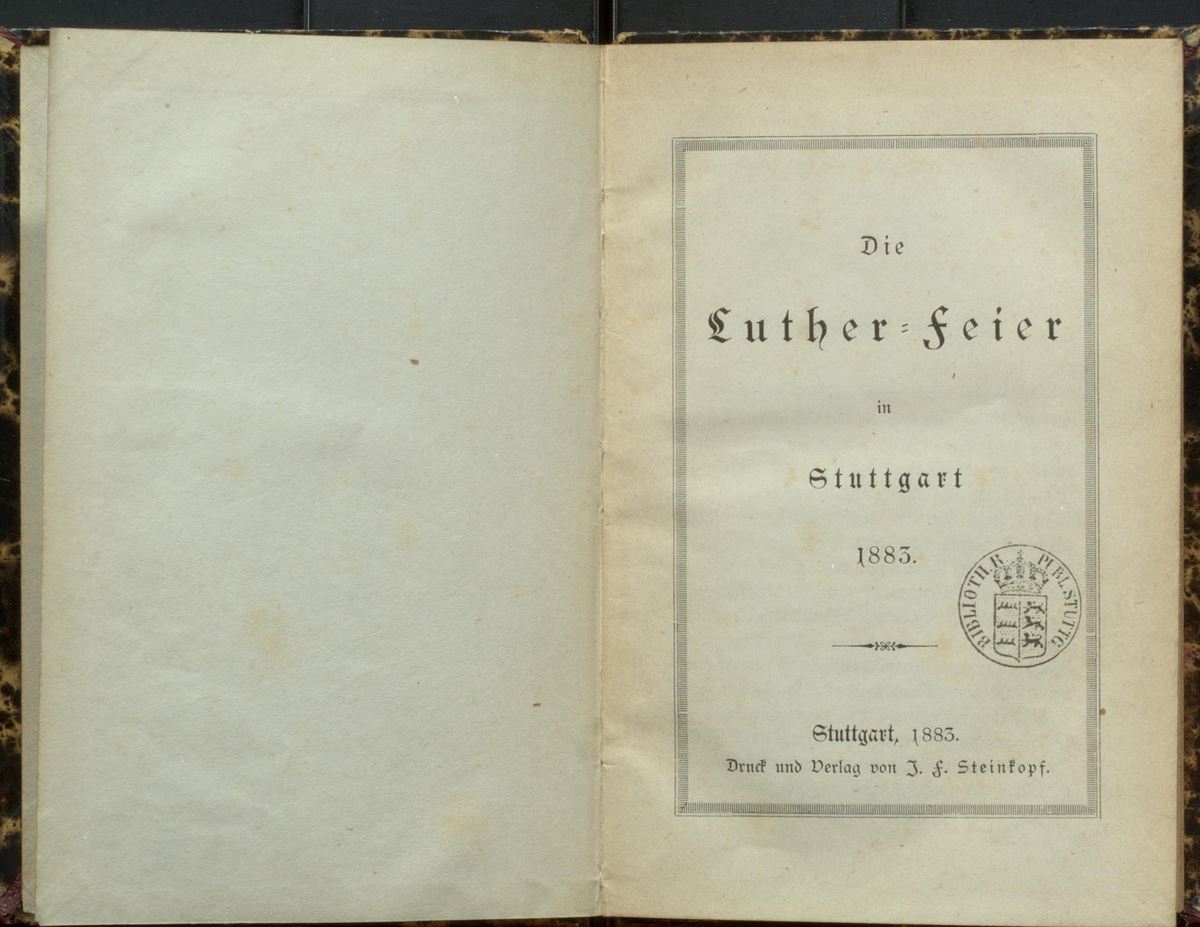 Die
Luther-Feier
in
Stuttgart
1883.
BIBLIOTH. R. PUBL. STUTTG
Stuttgart, 1883.
Druck und Verlag von J. F. Steinkopf.